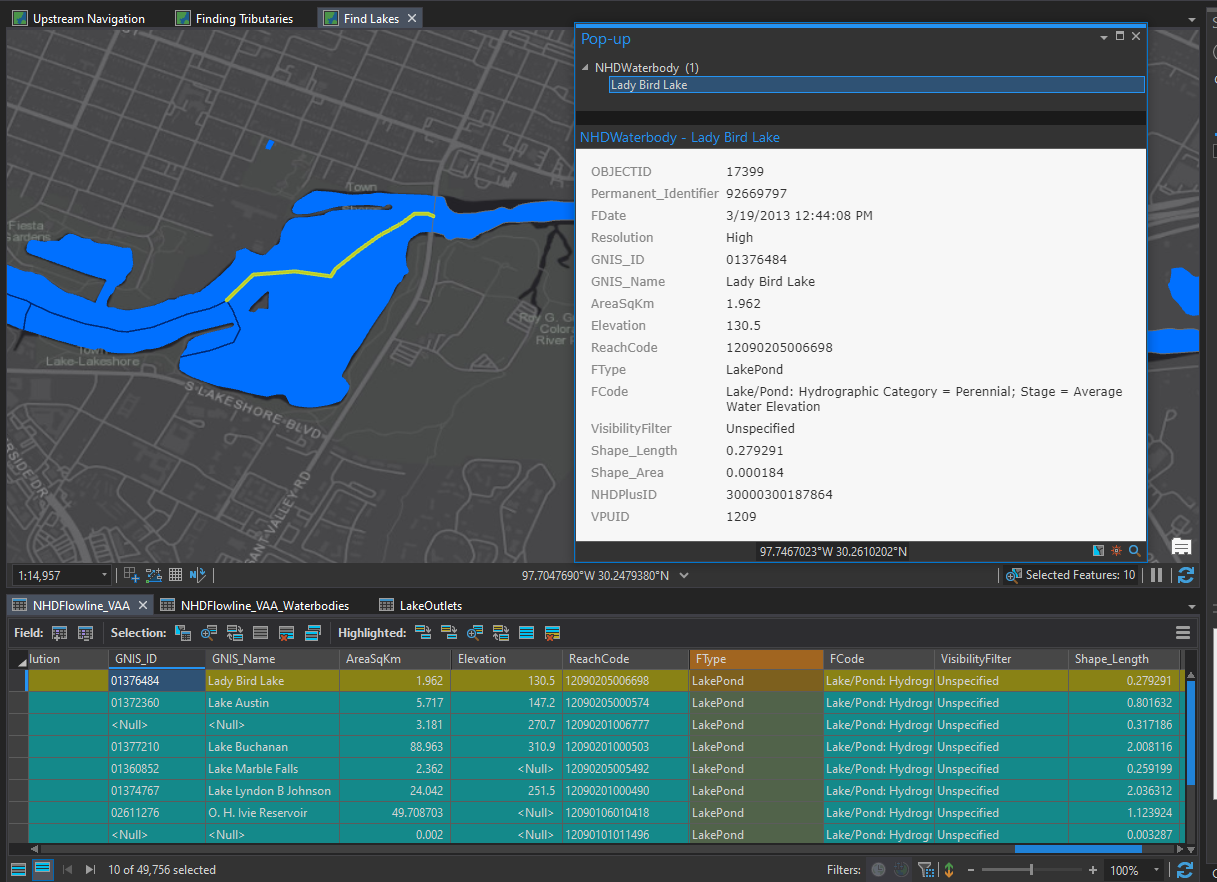 Upstream Navigation
Finding Tributaries
Find Lakes
Pop-up
NHDWaterbody (1)
Lady Bird Lake
NHDWaterbody - Lady Bird Lake
OBJECTID 17399
Permanent_Identifier 92669797
FDate 3/19/2013 12:44:08 PM
Resolution High
GNIS_ID 01376484
GNIS_Name Lady Bird Lake
AreaSqKm 1.962
Elevation 130.5
ReachCode 12090205006698
FType LakePond
FCode Lake/Pond: Hydrographic Category = Perennial; Stage = Average
Water Elevation
VisibilityFilter Unspecified
Shape_Length 0.279291
Shape_Area 0.000184
NHDPlusID 30000300187864
VPUID 1209
97.7467023°W 30.2610202°N
Town
Fiesta
Gardens
Town
Lake-Lakeshore
S LAKESHORE BLVD
Roy G. G
Colora
River P
ERSIDE DR
SANT VALLEY RD
1:14,957
97.7047690°W 30.2479380°N
Selected Features: 10
NHDFlowline_VAA
NHDFlowline_VAA_Waterbodies
LakeOutlets
Field:
Selection:
Highlighted:
lution GNIS_ID GNIS_Name AreaSqKm Elevation ReachCode FType FCode VisibilityFilter Shape_Length
01376484 Lady Bird Lake 1.962 130.5 12090205006698 LakePond Lake/Pond: Hydrogr Unspecified 0.279291
01372360 Lake Austin 5.717 147.2 12090205000574 LakePond Lake/Pond: Hydrogr Unspecified 0.801632
<Null> <Null> 3.181 270.7 12090201006777 LakePond Lake/Pond: Hydrogr Unspecified 0.317186
01377210 Lake Buchanan 88.963 310.9 12090201000503 LakePond Lake/Pond: Hydrogr Unspecified 2.008116
01360852 Lake Marble Falls 2.362 <Null> 12090205005492 LakePond Lake/Pond: Hydrogr Unspecified 0.259199
01374767 Lake Lyndon B Johnson 24.042 251.5 12090201000490 LakePond Lake/Pond: Hydrogr Unspecified 2.036312
02611276 O. H. Ivie Reservoir 49.708703 <Null> 12090106010418 LakePond Lake/Pond: Hydrogr Unspecified 1.123924
<Null> <Null> 0.002 <Null> 12090101011496 LakePond Lake/Pond: Hydrogr Unspecified 0.003287
10 of 49,756 selected
Filters:
100%